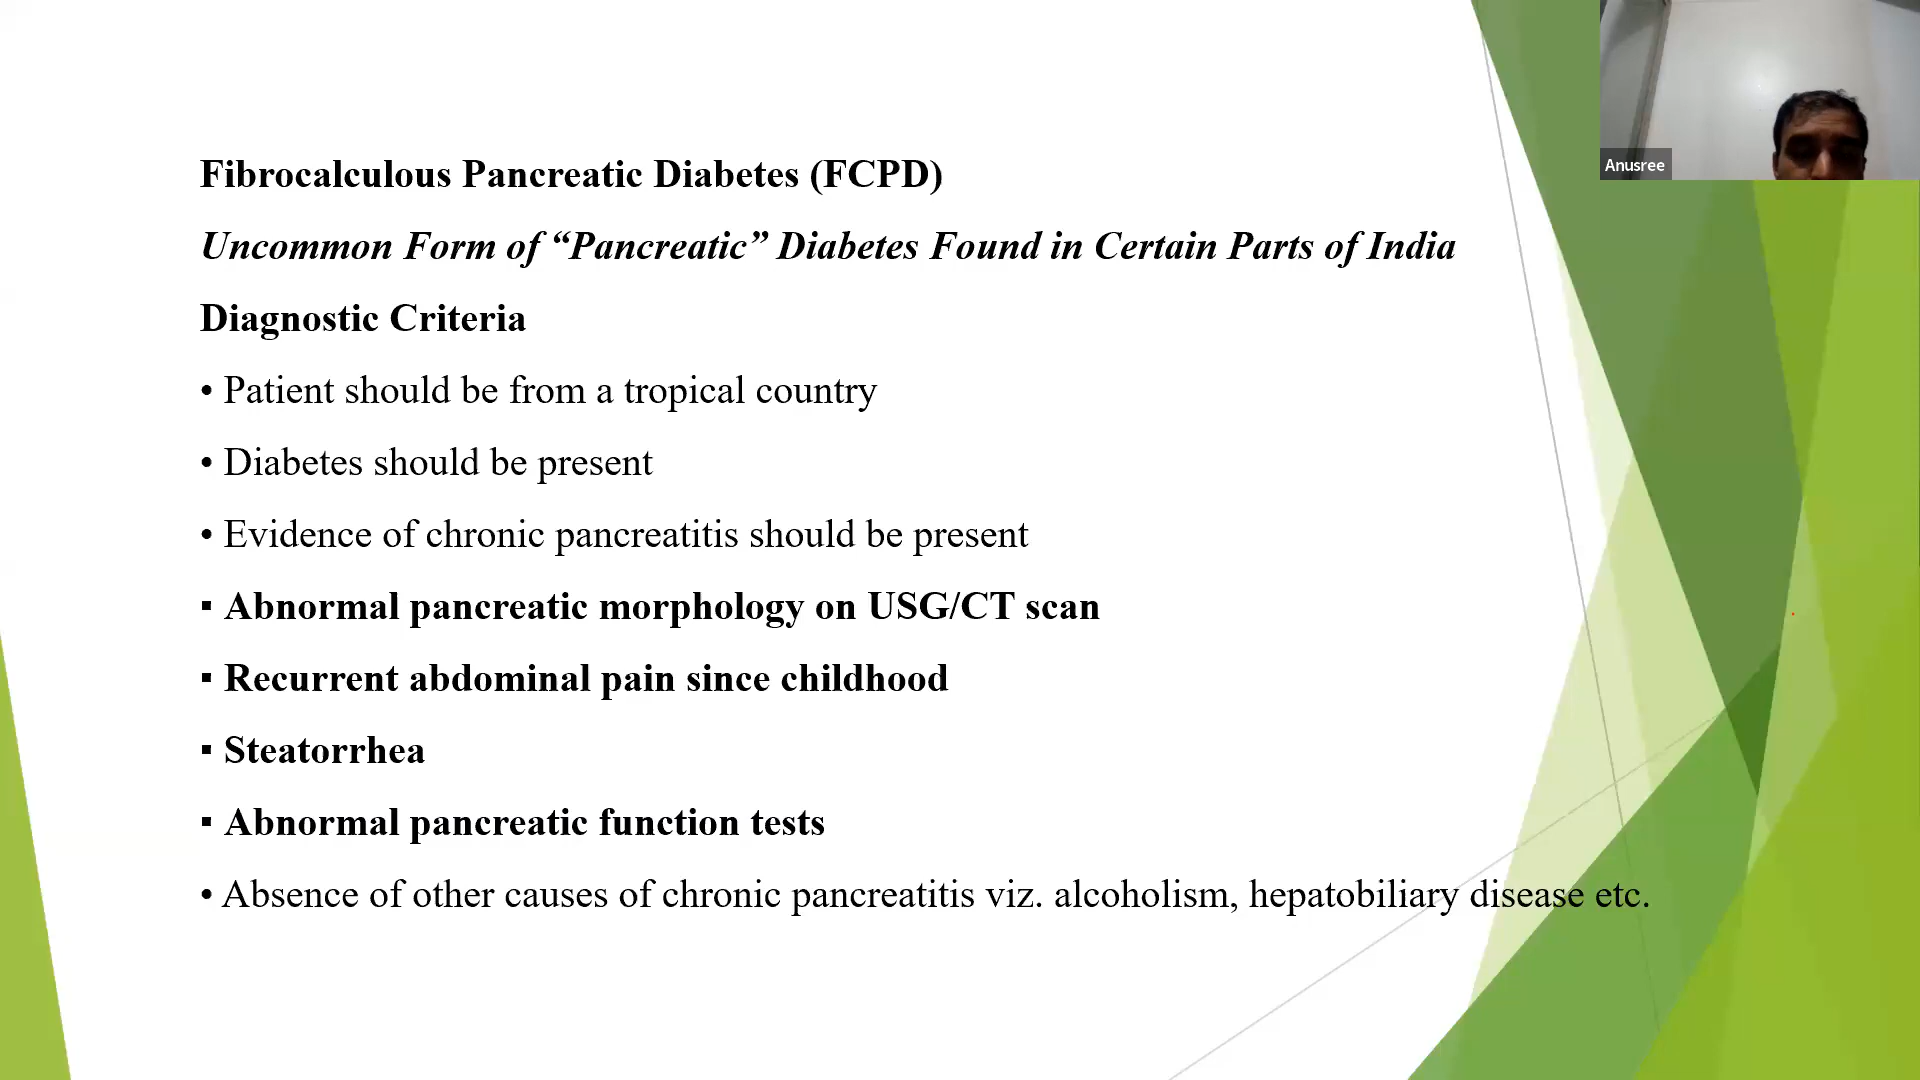 Fibrocalculous Pancreatic Diabetes (FCPD)
Uncommon Form of “Pancreatic” Diabetes Found in Certain Parts of India
Diagnostic Criteria
• Patient should be from a tropical country
• Diabetes should be present
• Evidence of chronic pancreatitis should be present
▪ Abnormal pancreatic morphology on USG/CT scan
▪ Recurrent abdominal pain since childhood
▪ Steatorrhea
▪ Abnormal pancreatic function tests
• Absence of other causes of chronic pancreatitis viz. alcoholism, hepatobiliary disease etc.
Anusree